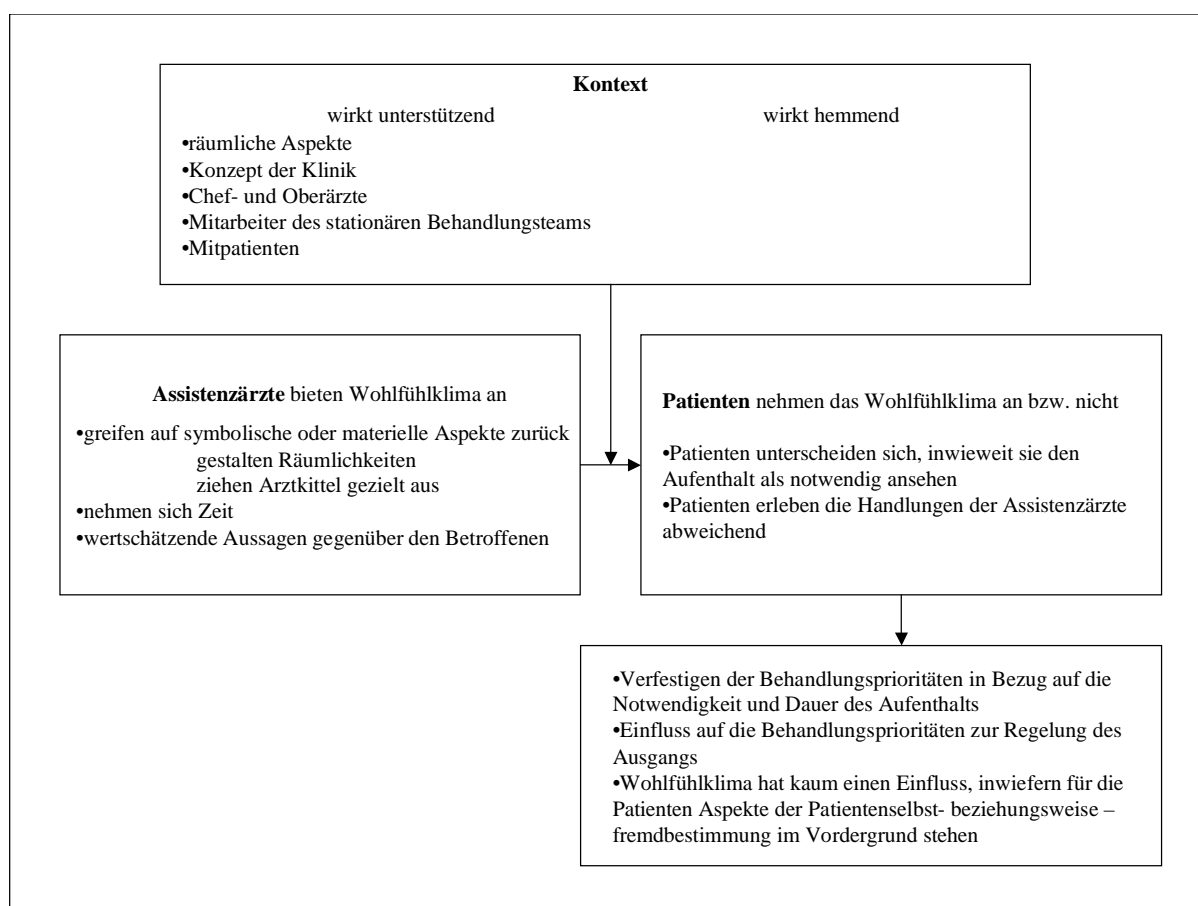 Kontext
wirkt unterstützend wirkt hemmend
•räumliche Aspekte
•Konzept der Klinik
•Chef- und Oberärzte
•Mitarbeiter des stationären Behandlungsteams
•Mitpatienten
Assistenzärzte bieten Wohlfühlklima an
•greifen auf symbolische oder materielle Aspekte zurück
gestalten Räumlichkeiten
ziehen Arztkittel gezielt aus
•nehmen sich Zeit
•wertschätzende Aussagen gegenüber den Betroffenen
Patienten nehmen das Wohlfühlklima an bzw. nicht
•Patienten unterscheiden sich, inwieweit sie den
Aufenthalt als notwendig ansehen
•Patienten erleben die Handlungen der Assistenzärzte
abweichend
•Verfestigen der Behandlungsprioritäten in Bezug auf die
Notwendigkeit und Dauer des Aufenthalts
•Einfluss auf die Behandlungsprioritäten zur Regelung des
Ausgangs
•Wohlfühlklima hat kaum einen Einfluss, inwiefern für die
Patienten Aspekte der Patientenselbst- beziehungsweise –
fremdbestimmung im Vordergrund stehen